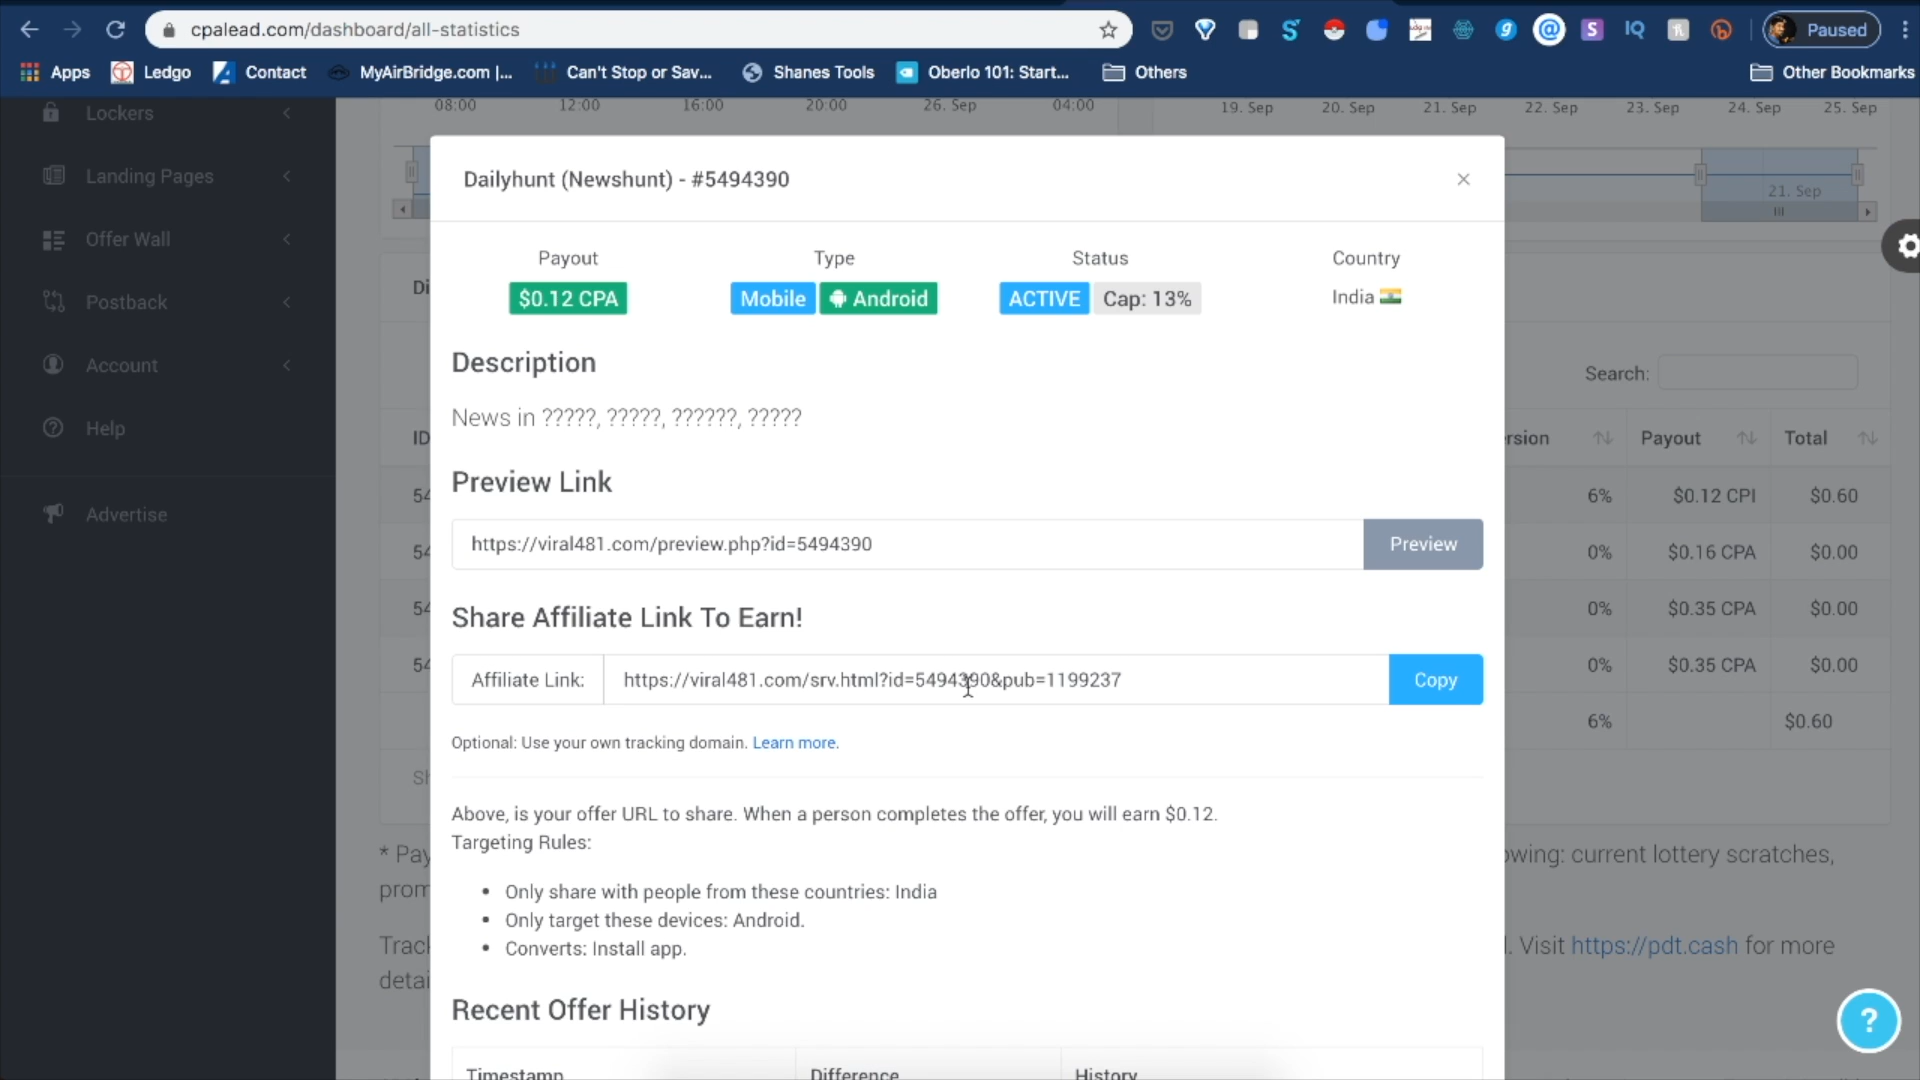 cpalead.com/dashboard/all-statistics
Paused
Apps
Ledgo
Contact
MyAirBridge.com |...
Can't Stop or Sav...
Shanes Tools
Oberlo 101: Start...
Others
Other Bookmarks
Lockers
Landing Pages
Offer Wall
Postback
Account
Help
Advertise
08:00 12:00 16:00 20:00 26. Sep 04:00
19. Sep 20. Sep 21. Sep 22. Sep 23. Sep 24. Sep 25. Sep
21. Sep
Dailyhunt (Newshunt) - #5494390
×
Payout Type Status Country
$0.12 CPA Mobile Android ACTIVE Cap: 13% India
Description
News in ?????, ?????, ??????, ?????
Preview Link
https://viral481.com/preview.php?id=5494390 Preview
Share Affiliate Link To Earn!
Affiliate Link: https://viral481.com/srv.html?id=5494390&pub=1199237 Copy
Optional: Use your own tracking domain. Learn more.
Above, is your offer URL to share. When a person completes the offer, you will earn $0.12.
Targeting Rules:
• Only share with people from these countries: India
• Only target these devices: Android.
• Converts: Install app.
Recent Offer History
Timestamp Difference History
Di
Search:
ID rsion Payout Total
54 6% $0.12 CPI $0.60
54 0% $0.16 CPA $0.00
54 0% $0.35 CPA $0.00
54 0% $0.35 CPA $0.00
6% $0.60
Sh
* Pay owing: current lottery scratches,
prom
Track l. Visit https://pdt.cash for more
detai
?